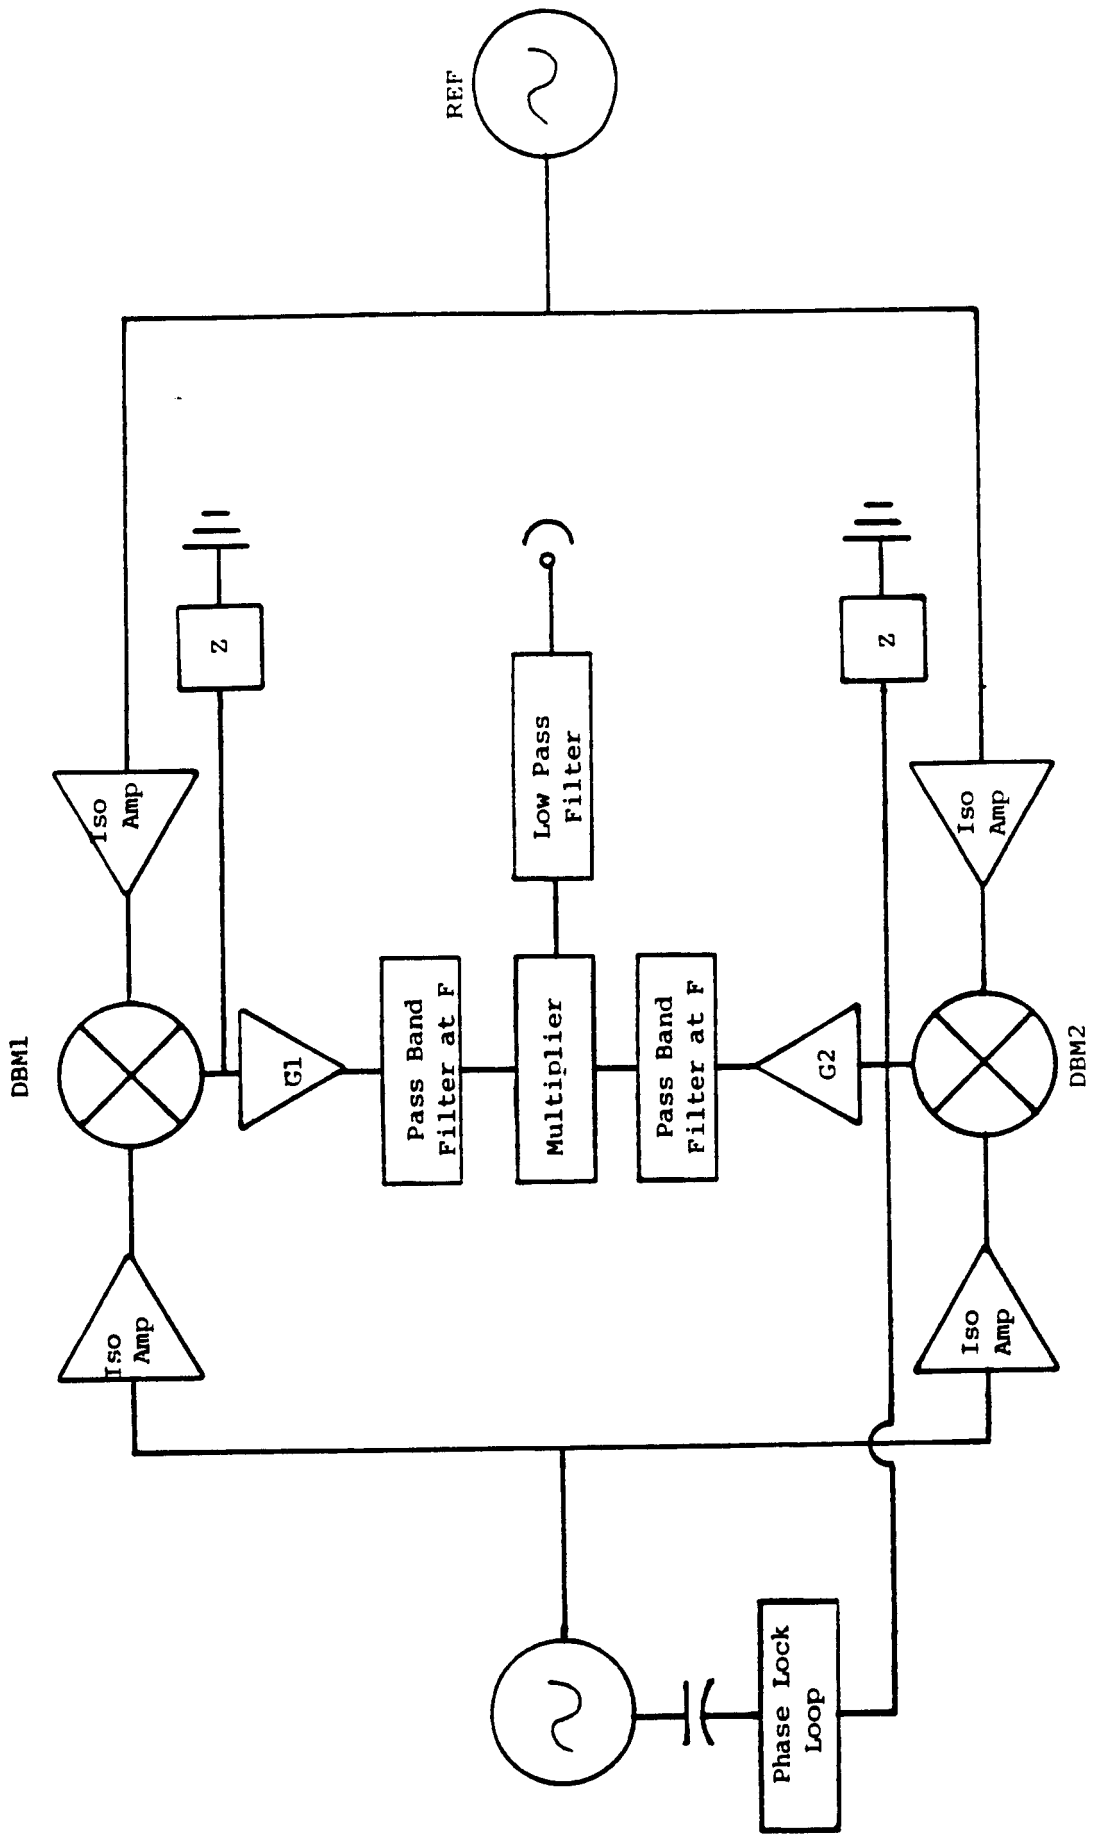 DBM1
Iso
Amp
Iso
Amp
Z
G1
Pass Band
Filter at F
Multiplier
Low Pass
Filter
REF
Pass Band
Filter at F
Phase Lock
Loop
G2
Z
Iso
Amp
Iso
Amp
DBM2